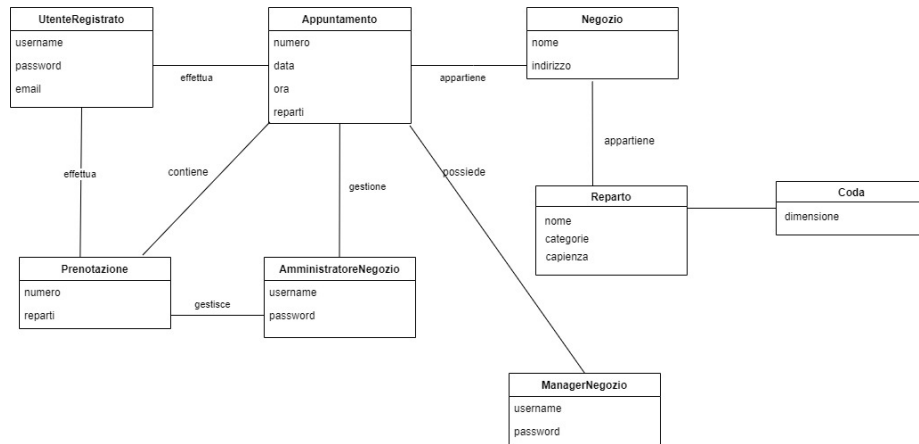 UtenteRegistrato
username
password
email
effettua
Appuntamento
numero
data
ora
reparti
appartiene
Negozio
nome
indirizzo
effettua
contiene
gestione
possiede
appartiene
Reparto
nome
categorie
capienza
Coda
dimensione
Prenotazione
numero
reparti
gestisce
AmministratoreNegozio
username
password
ManagerNegozio
username
password